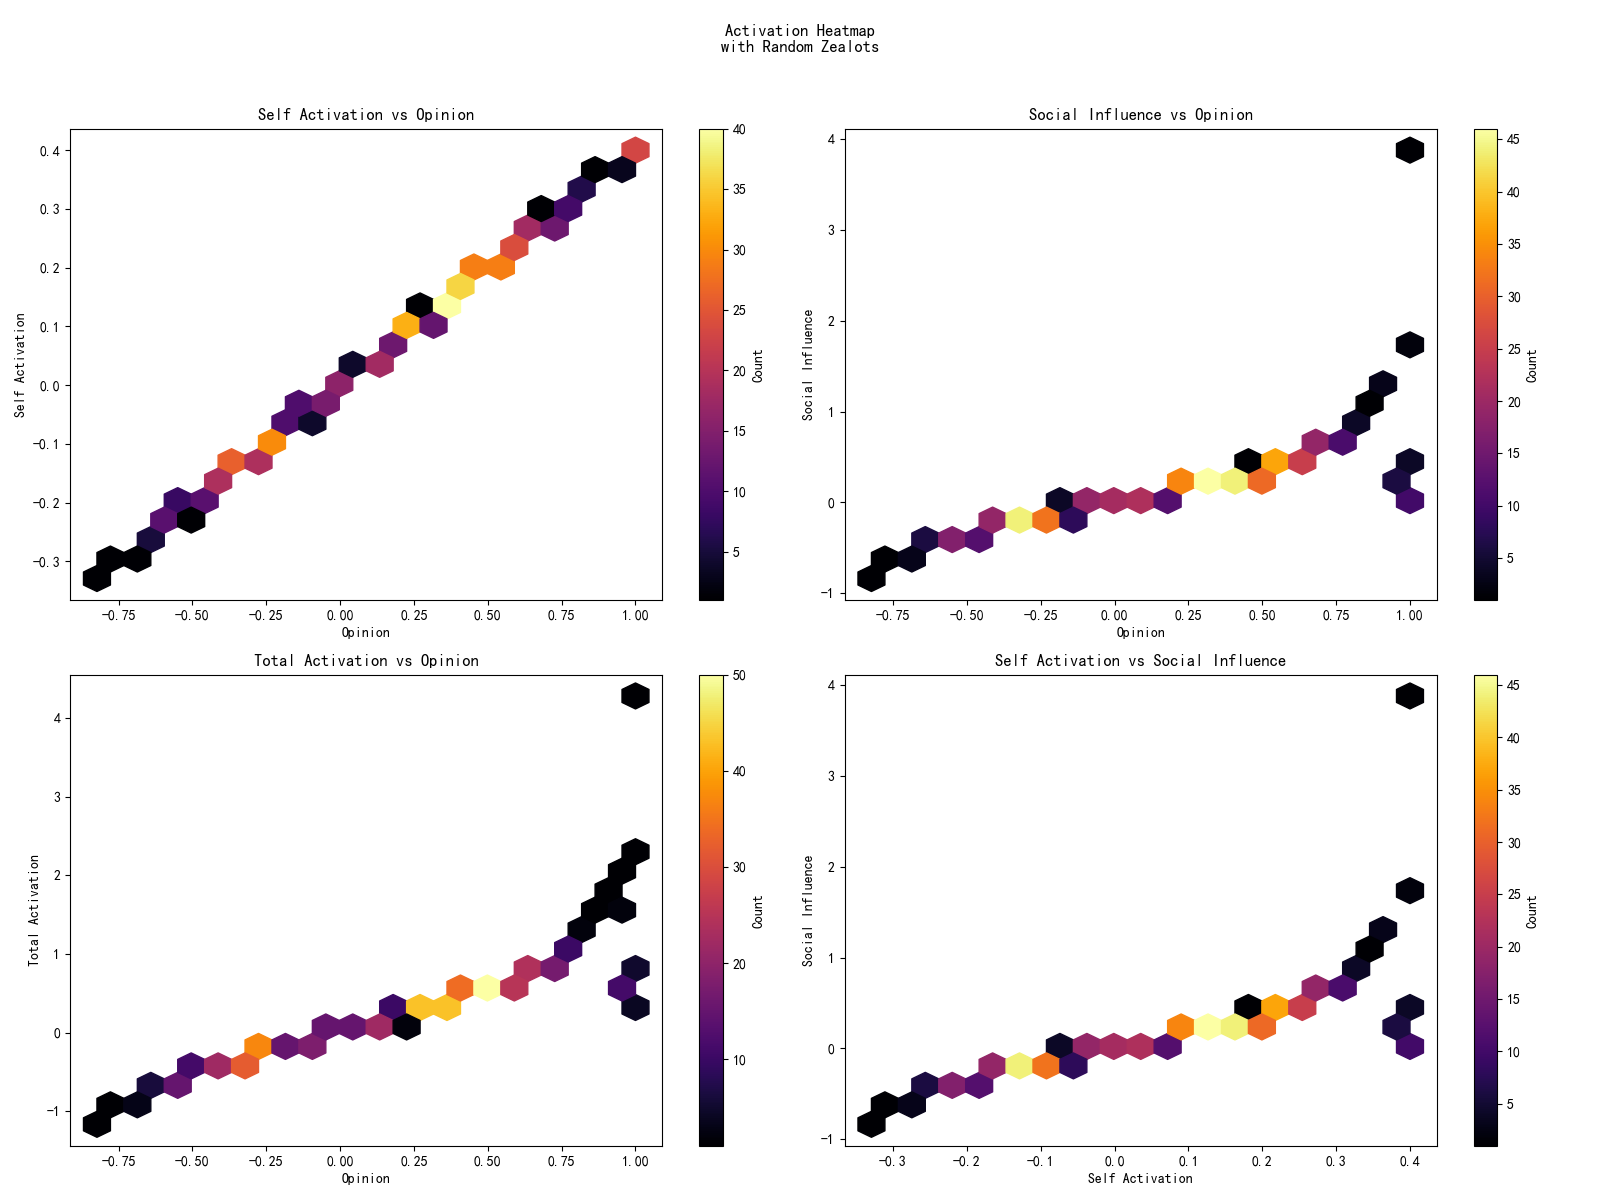 Activation Heatmap
with Random Zealots
Self Activation vs Opinion
Self Activation
0.4
0.3
0.2
0.1
0.0
−0.1
−0.2
−0.3
−0.75 −0.50 −0.25 0.00 0.25 0.50 0.75 1.00
Opinion
40
35
30
25
20
15
10
5
Count
Social Influence vs Opinion
Social Influence
4
3
2
1
0
−1
−0.75 −0.50 −0.25 0.00 0.25 0.50 0.75 1.00
Opinion
45
40
35
30
25
20
15
10
5
Count
Total Activation vs Opinion
Total Activation
4
3
2
1
0
−1
−0.75 −0.50 −0.25 0.00 0.25 0.50 0.75 1.00
Opinion
50
40
30
20
10
Count
Self Activation vs Social Influence
Social Influence
4
3
2
1
0
−1
−0.3 −0.2 −0.1 0.0 0.1 0.2 0.3 0.4
Self Activation
45
40
35
30
25
20
15
10
5
Count